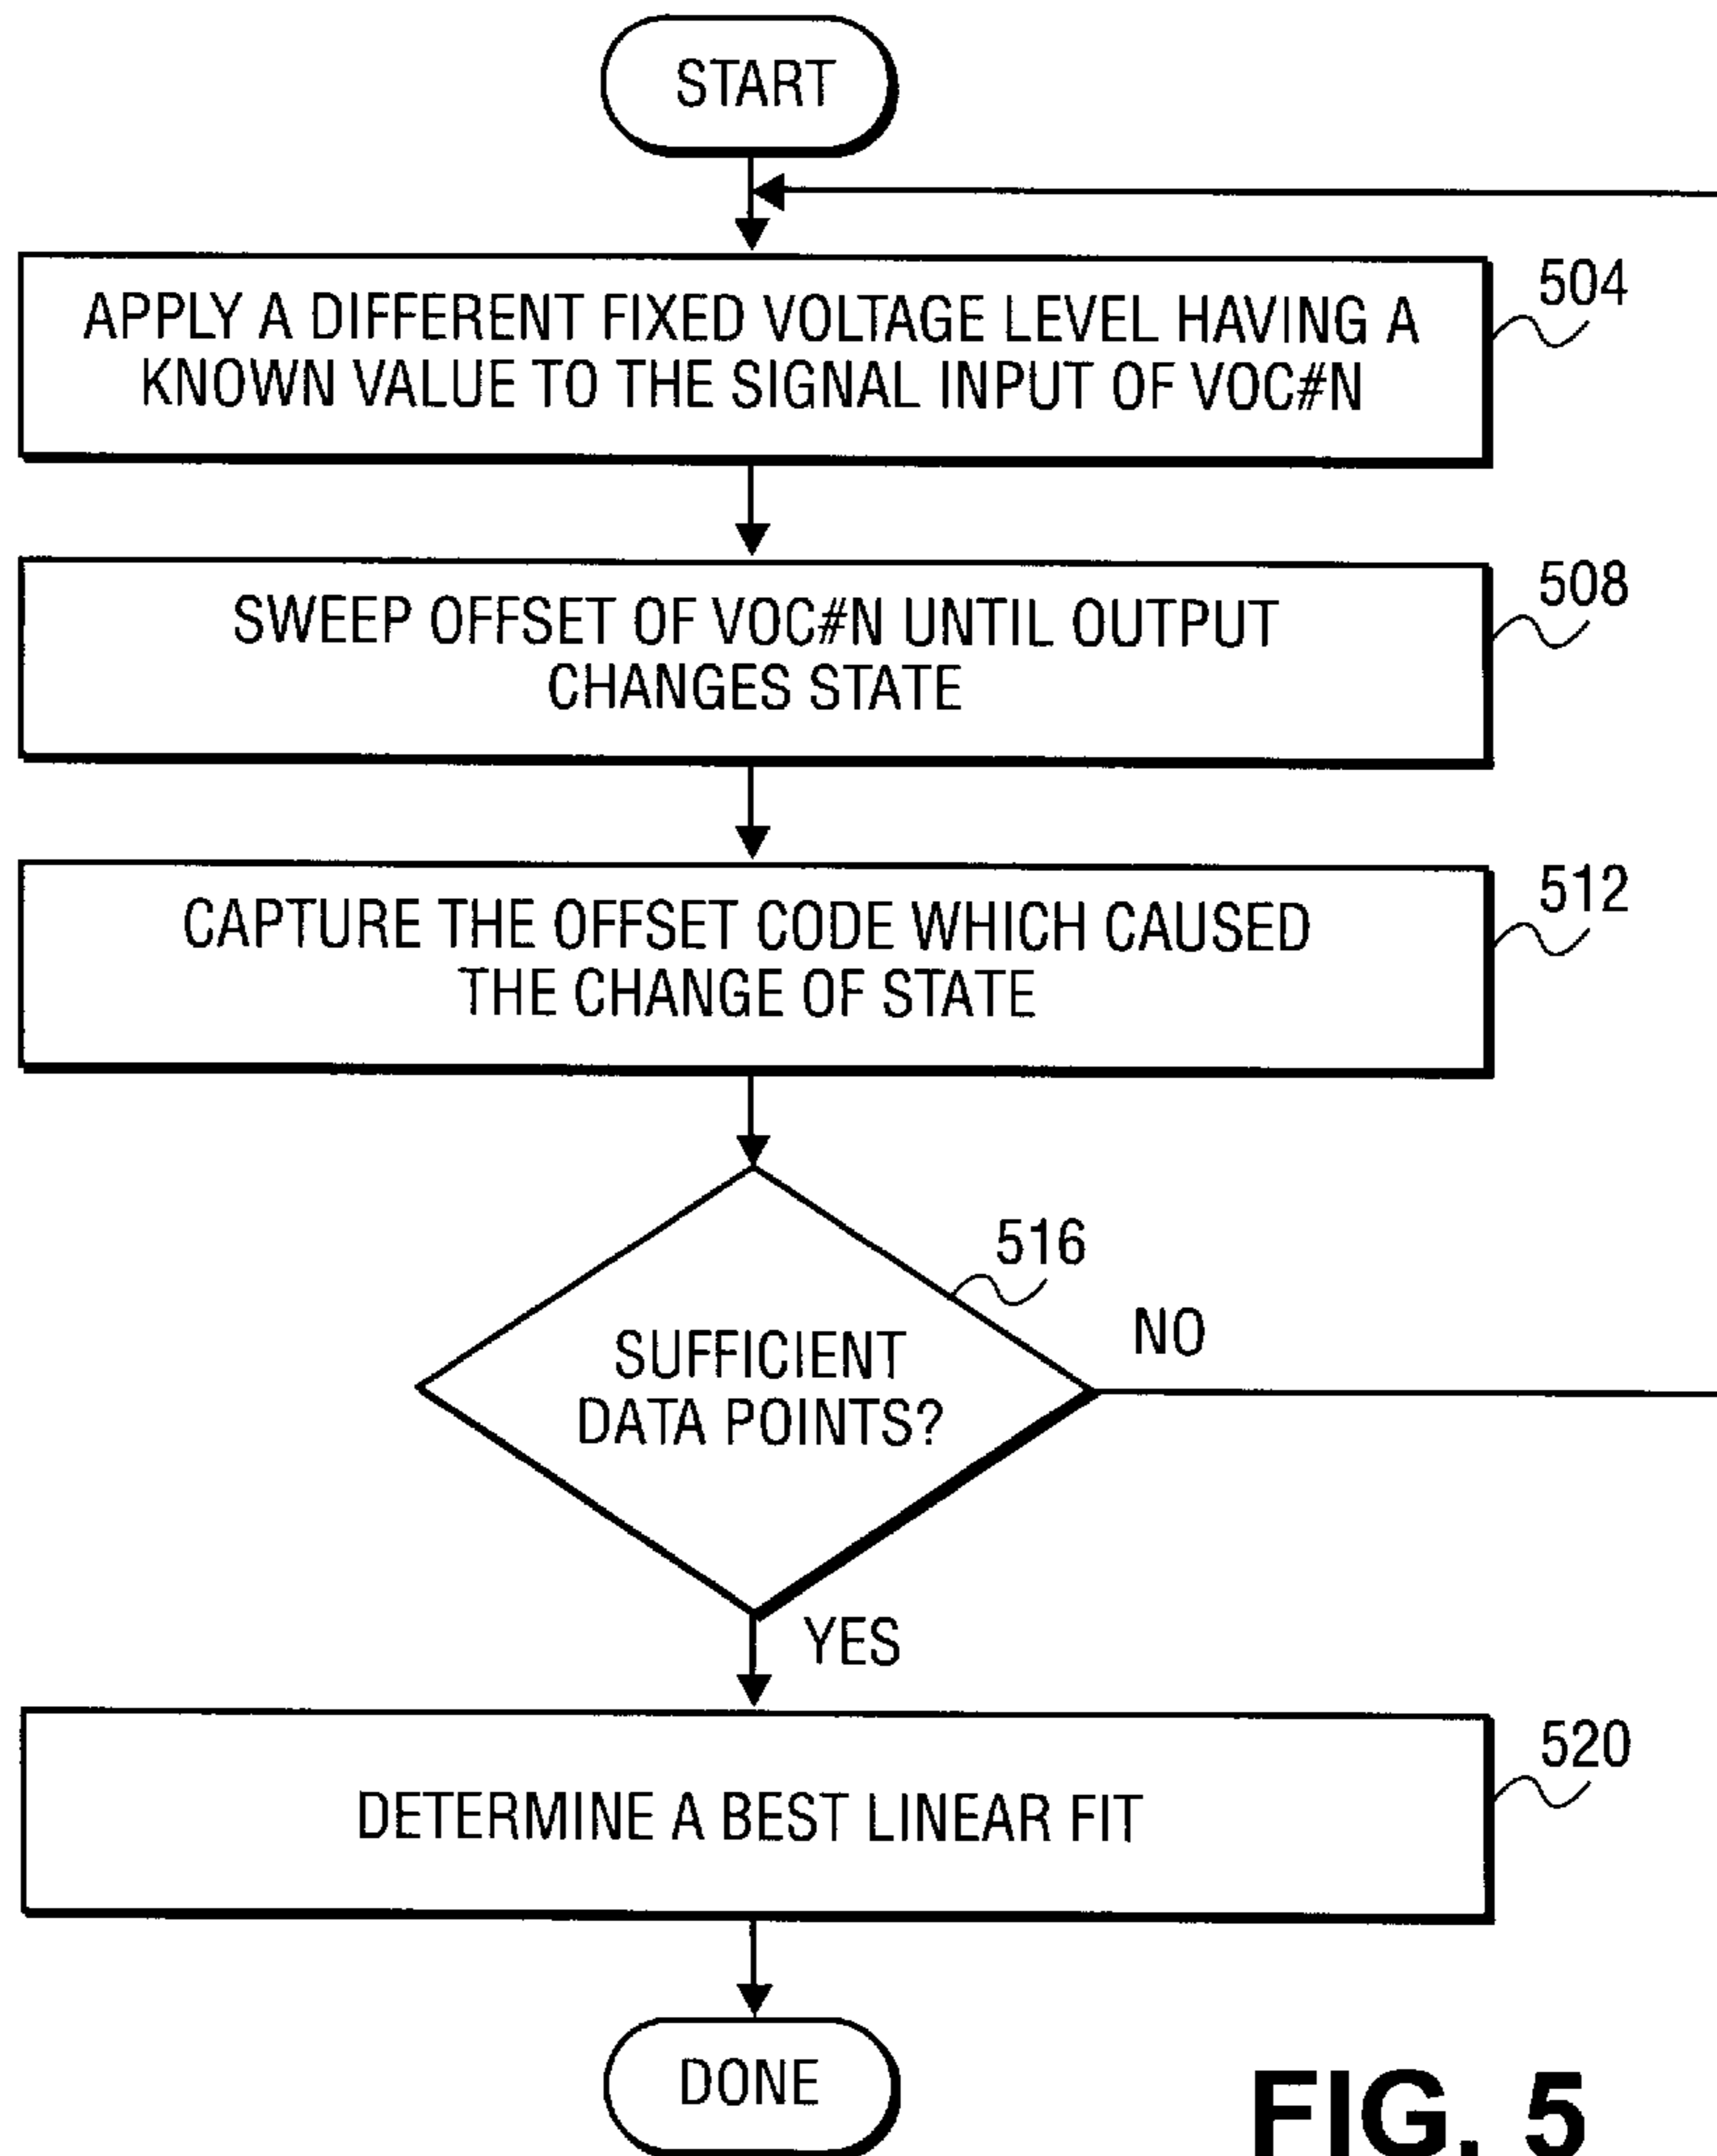 START
APPLY A DIFFERENT FIXED VOLTAGE LEVEL HAVING A
KNOWN VALUE TO THE SIGNAL INPUT OF VOC#N
504
SWEEP OFFSET OF VOC#N UNTIL OUTPUT
CHANGES STATE
508
CAPTURE THE OFFSET CODE WHICH CAUSED
THE CHANGE OF STATE
512
516
SUFFICIENT
DATA POINTS?
NO
YES
DETERMINE A BEST LINEAR FIT
520
DONE
FIG. 5